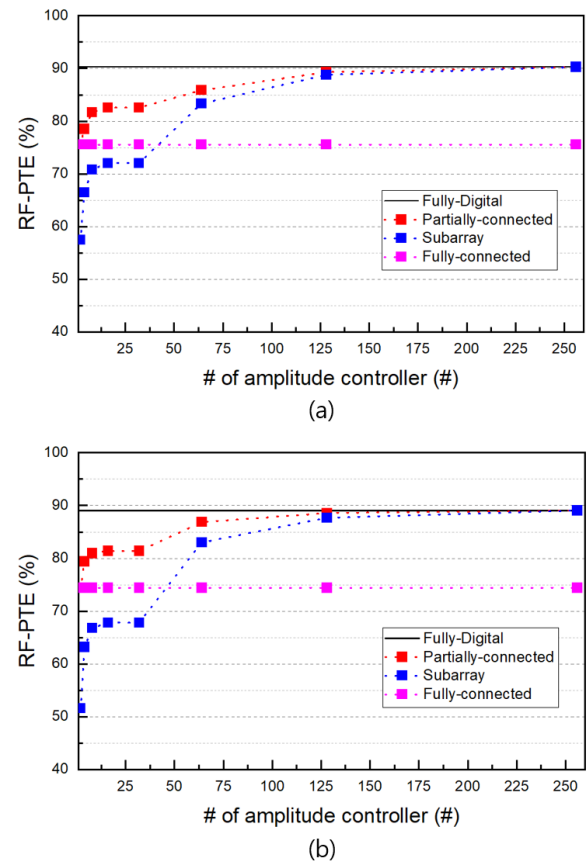 100
90
80
70
60
50
40
RF-PTE (%)
Fully-Digital
Partially-connected
Subarray
Fully-connected
25 50 75 100 125 150 175 200 225 250
# of amplitude controller (#)
(a)
100
90
80
70
60
50
40
RF-PTE (%)
Fully-Digital
Partially-connected
Subarray
Fully-connected
25 50 75 100 125 150 175 200 225 250
# of amplitude controller (#)
(b)